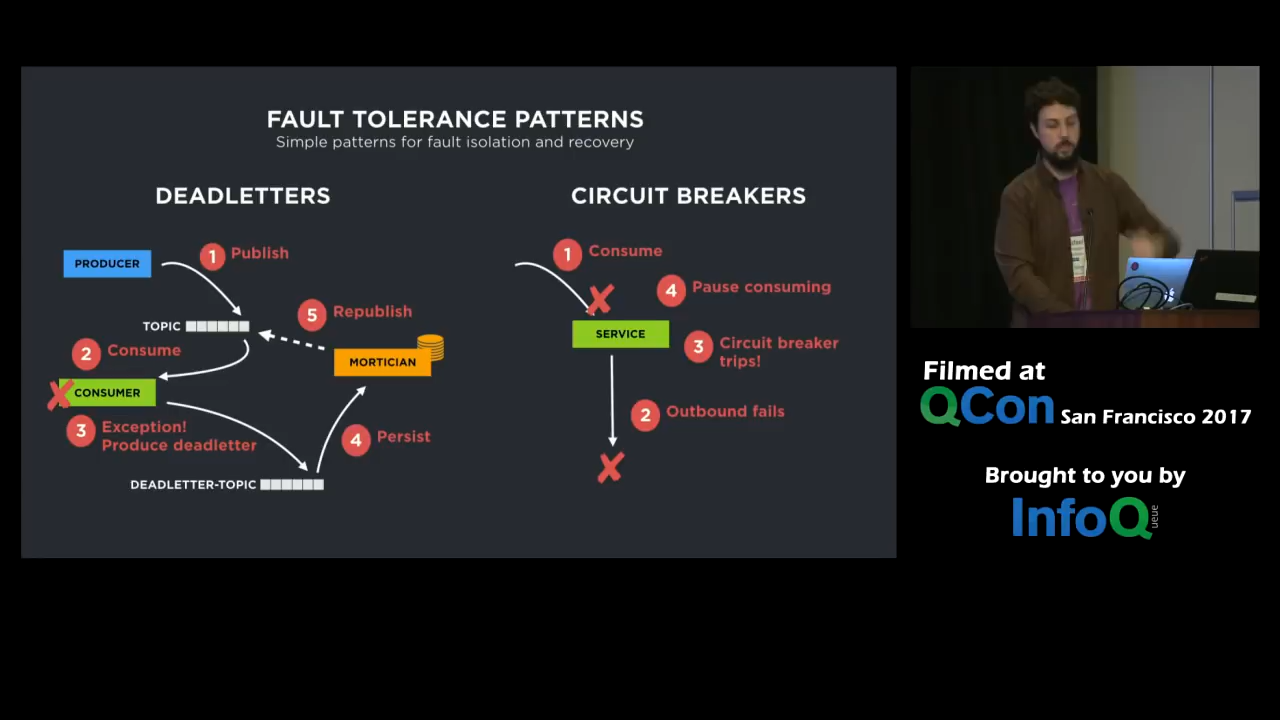 FAULT TOLERANCE PATTERNS
Simple patterns for fault isolation and recovery
DEADLETTERS
PRODUCER
1 Publish
TOPIC
5 Republish
2 Consume
MORTICIAN
CONSUMER
3 Exception!
Produce deadletter
4 Persist
DEADLETTER-TOPIC
CIRCUIT BREAKERS
1 Consume
4 Pause consuming
SERVICE
3 Circuit breaker
trips!
2 Outbound fails
Filmed at
QCon San Francisco 2017
Brought to you by
InfoQueue